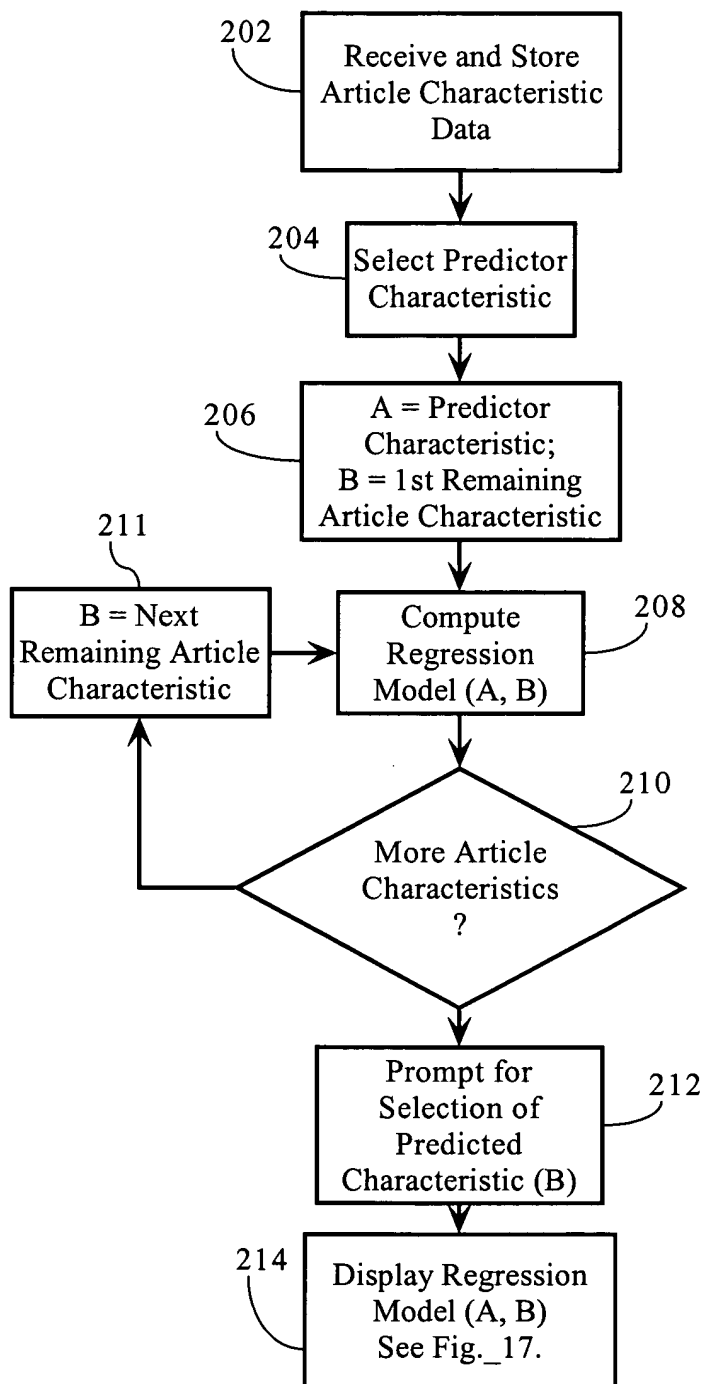 202
Receive and Store
Article Characteristic
Data
204
Select Predictor
Characteristic
206
A = Predictor
Characteristic;
B = 1st Remaining
Article Characteristic
211
B = Next
Remaining Article
Characteristic
Compute
Regression
Model (A, B)
208
210
More Article
Characteristics
?
Prompt for
Selection of
Predicted
Characteristic (B)
212
214
Display Regression
Model (A, B)
See Fig._17.